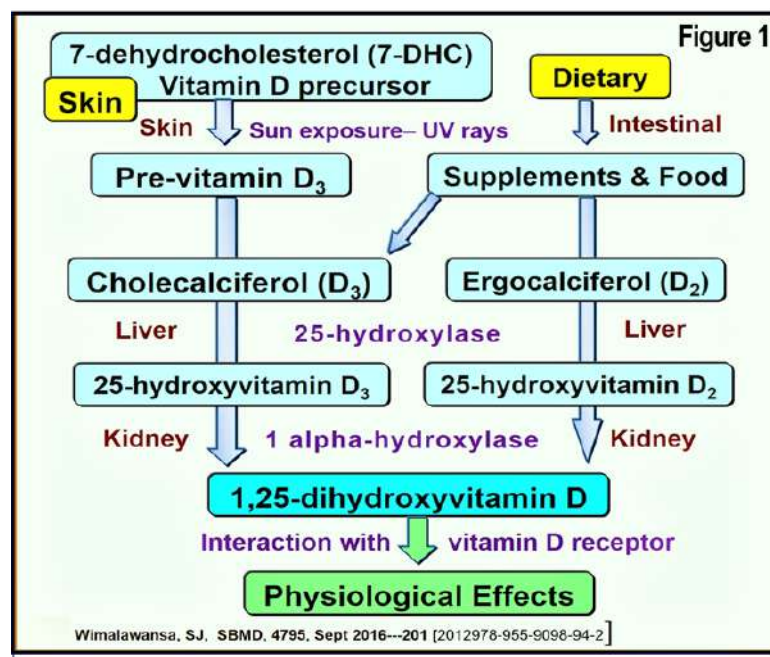 Figure 1
7-dehydrocholesterol (7-DHC)
Vitamin D precursor
Skin
Dietary
Skin
Sun exposure– UV rays
Intestinal
Pre-vitamin D₃
Supplements & Food
Cholecalciferol (D₃)
Ergocalciferol (D₂)
Liver
25-hydroxylase
Liver
25-hydroxyvitamin D₃
25-hydroxyvitamin D₂
Kidney
1 alpha-hydroxylase
Kidney
1,25-dihydroxyvitamin D
Interaction with vitamin D receptor
Physiological Effects
Wimalawansa, SJ, SBMD, 4795, Sept 2016---201 [2012978-955-9098-94-2]